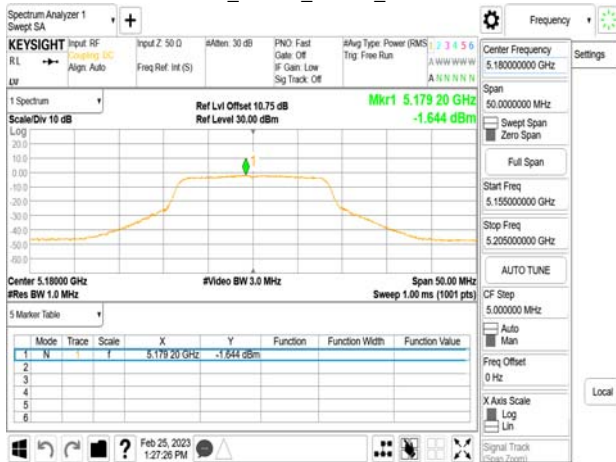 Spectrum Analyzer 1
Swept SA
+
Frequency
KEYSIGHT Input: RF Input Z: 50 Ω #Atten: 30 dB PNO: Fast #Avg Type: Power (RMS 1 2 3 4 5 6
RL Coupling: DC Gate: Off Trig: Free Run
Align: Auto Freq Ref: Int (S) IF Gain: Low A W W W W W
Sig Track: Off A N N N N N
Center Frequency
5.180000000 GHz
Settings
1 Spectrum
Scale/Div 10 dB
Ref Lvl Offset 10.75 dB
Ref Level 30.00 dBm
Mkr1 5.179 20 GHz
-1.644 dBm
Log
20.0
10.0
0.00
-10.0
-20.0
-30.0
-40.0
-50.0
-60.0
1
Span
50.0000000 MHz
Swept Span
Zero Span
Full Span
Start Freq
5.155000000 GHz
Stop Freq
5.205000000 GHz
AUTO TUNE
Center 5.18000 GHz #Video BW 3.0 MHz Span 50.00 MHz
#Res BW 1.0 MHz Sweep 1.00 ms (1001 pts)
CF Step
5.000000 MHz
Auto
Man
Freq Offset
0 Hz
X Axis Scale
Log
Lin
Signal Track
(Span Zoom)
Local
5 Marker Table
Mode Trace Scale X Y Function Function Width Function Value
1 N 1 f 5.179 20 GHz -1.644 dBm
2
3
4
5
6
? Feb 25, 2023
1:27:26 PM